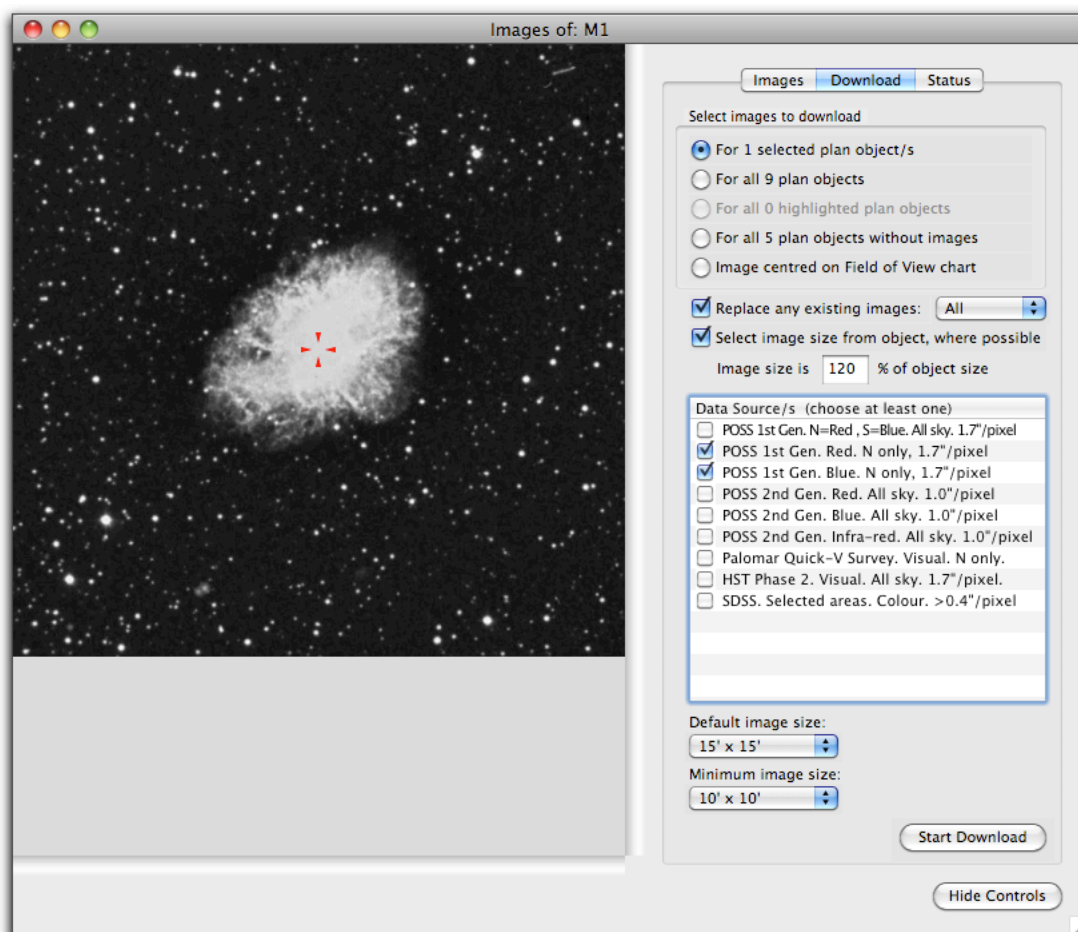 Images of: M1
Images Download Status
Select images to download
For 1 selected plan object/s
For all 9 plan objects
For all 0 highlighted plan objects
For all 5 plan objects without images
Image centred on Field of View chart
Replace any existing images: All
Select image size from object, where possible
Image size is 120 % of object size
Data Source/s (choose at least one)
POSS 1st Gen. N=Red , S=Blue. All sky. 1.7"/pixel
POSS 1st Gen. Red. N only, 1.7"/pixel
POSS 1st Gen. Blue. N only, 1.7"/pixel
POSS 2nd Gen. Red. All sky. 1.0"/pixel
POSS 2nd Gen. Blue. All sky. 1.0"/pixel
POSS 2nd Gen. Infra-red. All sky. 1.0"/pixel
Palomar Quick-V Survey. Visual. N only.
HST Phase 2. Visual. All sky. 1.7"/pixel.
SDSS. Selected areas. Colour. >0.4"/pixel
Default image size:
15' x 15'
Minimum image size:
10' x 10'
Start Download
Hide Controls